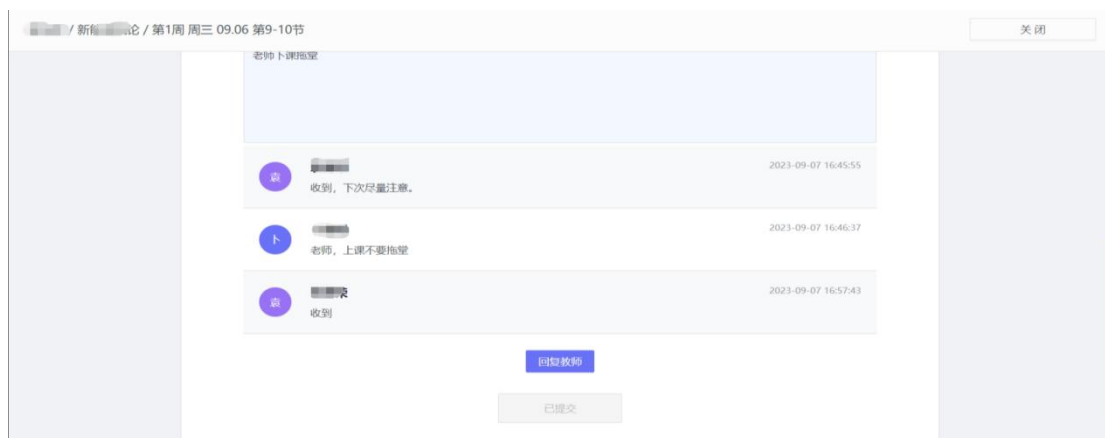 / 新 论 / 第1周 周三 09.06 第9-10节
关闭
老师下课拖堂
袁
2023-09-07 16:45:55
收到，下次尽量注意。
卜
2023-09-07 16:46:37
老师，上课不要拖堂
袁
2023-09-07 16:57:43
收到
回复教师
已提交